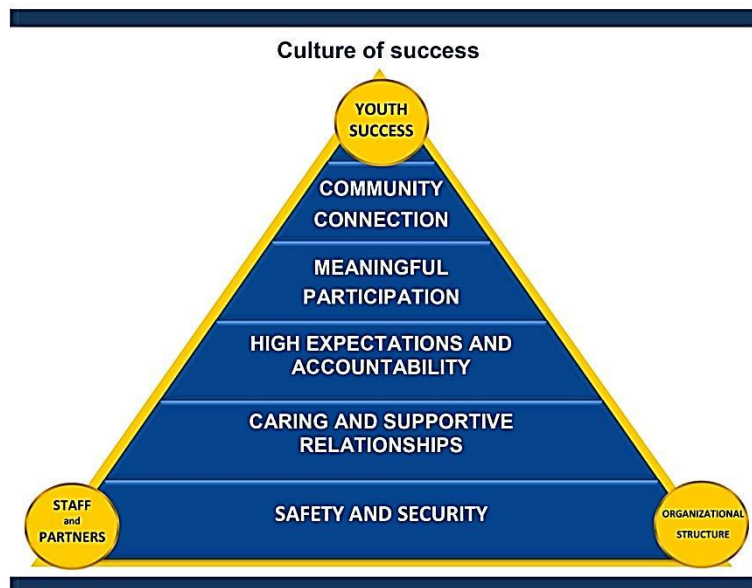 Culture of success
YOUTH
SUCCESS
COMMUNITY
CONNECTION
MEANINGFUL
PARTICIPATION
HIGH EXPECTATIONS AND
ACCOUNTABILITY
CARING AND SUPPORTIVE
RELATIONSHIPS
SAFETY AND SECURITY
STAFF
and
PARTNERS
ORGANIZATIONAL
STRUCTURE